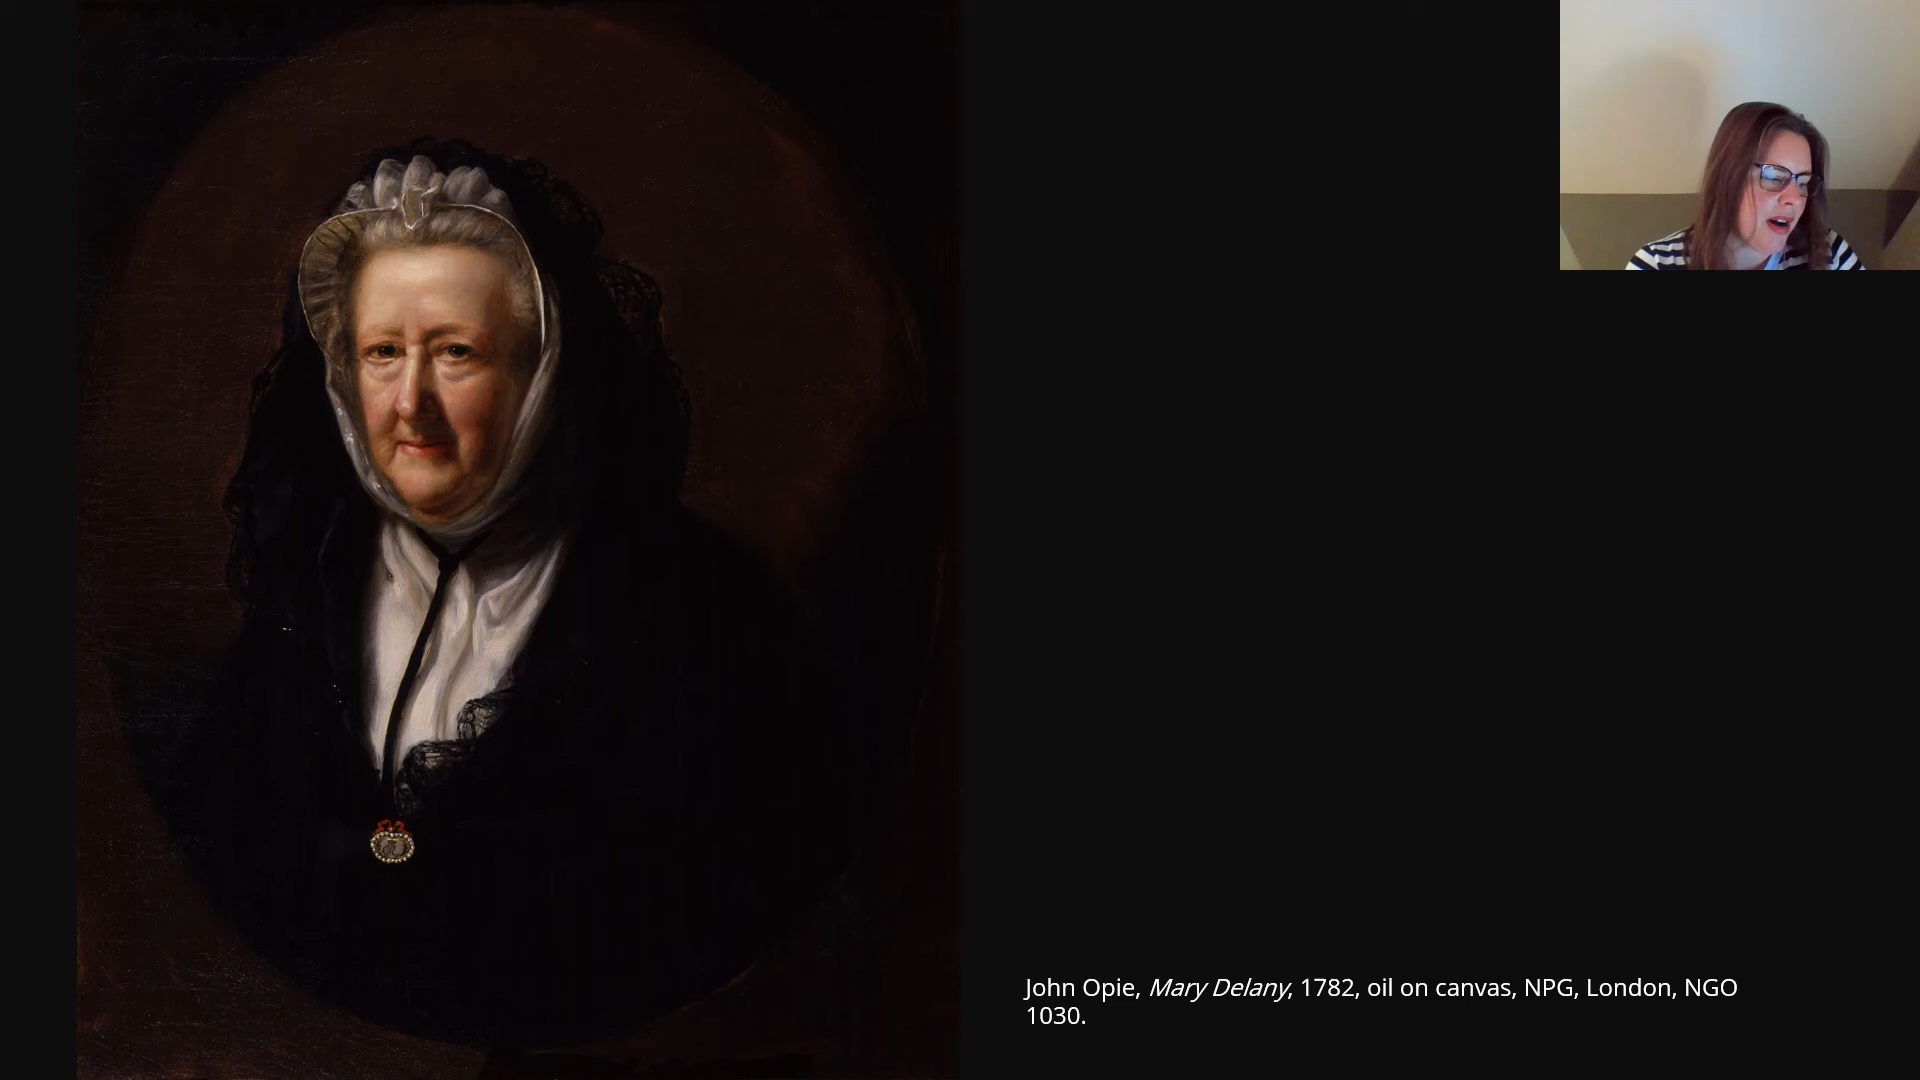 John Opie, Mary Delany, 1782, oil on canvas, NPG, London, NGO
1030.